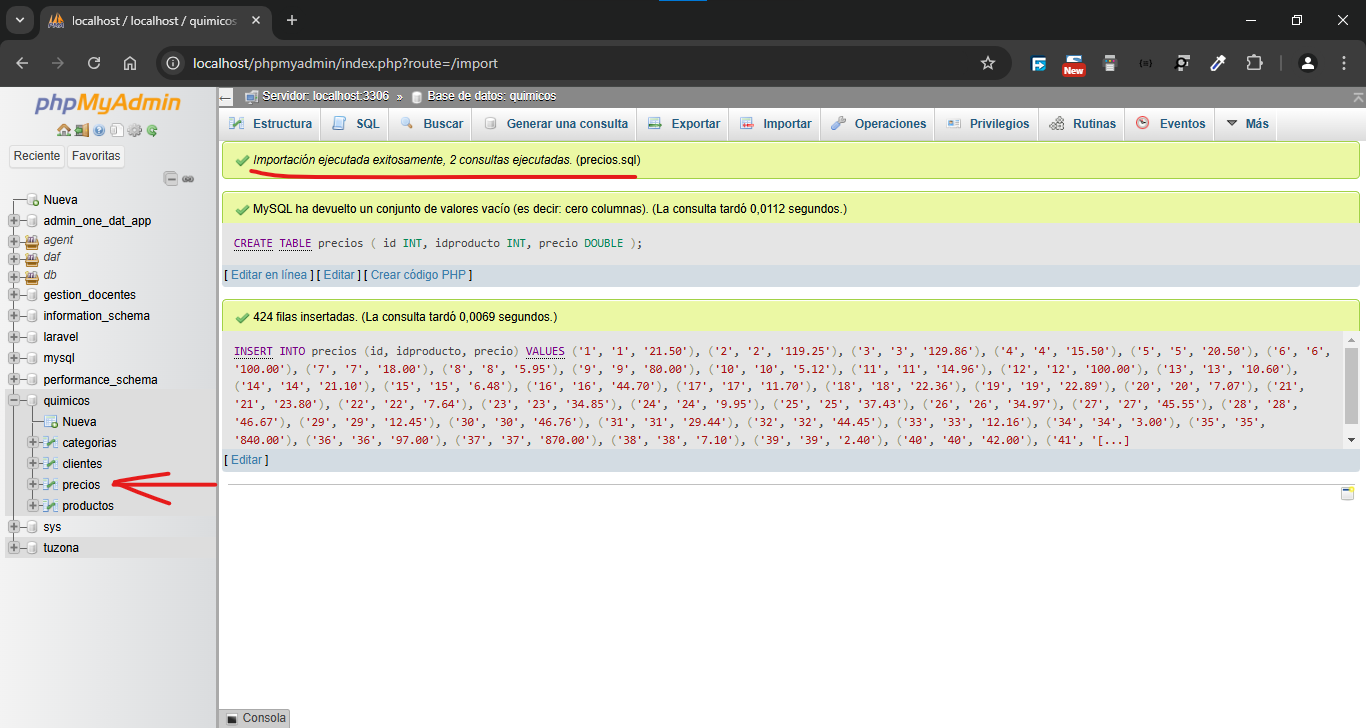 localhost / localhost / quimicos
localhost/phpmyadmin/index.php?route=/import
New
phpMyAdmin
Reciente
Favoritas
Nueva
admin_one_dat_app
agent
daf
db
gestion_docentes
information_schema
laravel
mysql
performance_schema
quimicos
Nueva
categorias
clientes
precios
productos
sys
tuzona
Servidor: localhost:3306 » Base de datos: quimicos
Estructura SQL Buscar Generar una consulta Exportar Importar Operaciones Privilegios Rutinas Eventos Más
Importación ejecutada exitosamente, 2 consultas ejecutadas. (precios.sql)
MySQL ha devuelto un conjunto de valores vacío (es decir: cero columnas). (La consulta tardó 0,0112 segundos.)
CREATE TABLE precios ( id INT, idproducto INT, precio DOUBLE );
[ Editar en línea ] [ Editar ] [ Crear código PHP ]
424 filas insertadas. (La consulta tardó 0,0069 segundos.)
INSERT INTO precios (id, idproducto, precio) VALUES ('1', '1', '21.50'), ('2', '2', '119.25'), ('3', '3', '129.86'), ('4', '4', '15.50'), ('5', '5', '20.50'), ('6', '6',
'100.00'), ('7', '7', '18.00'), ('8', '8', '5.95'), ('9', '9', '80.00'), ('10', '10', '5.12'), ('11', '11', '14.96'), ('12', '12', '100.00'), ('13', '13', '10.60'),
('14', '14', '21.10'), ('15', '15', '6.48'), ('16', '16', '44.70'), ('17', '17', '11.70'), ('18', '18', '22.36'), ('19', '19', '22.89'), ('20', '20', '7.07'), ('21',
'21', '23.80'), ('22', '22', '7.64'), ('23', '23', '34.85'), ('24', '24', '9.95'), ('25', '25', '37.43'), ('26', '26', '34.97'), ('27', '27', '45.55'), ('28', '28',
'46.67'), ('29', '29', '12.45'), ('30', '30', '46.76'), ('31', '31', '29.44'), ('32', '32', '44.45'), ('33', '33', '12.16'), ('34', '34', '3.00'), ('35', '35',
'840.00'), ('36', '36', '97.00'), ('37', '37', '870.00'), ('38', '38', '7.10'), ('39', '39', '2.40'), ('40', '40', '42.00'), ('41', '[...]
[ Editar ]
Consola